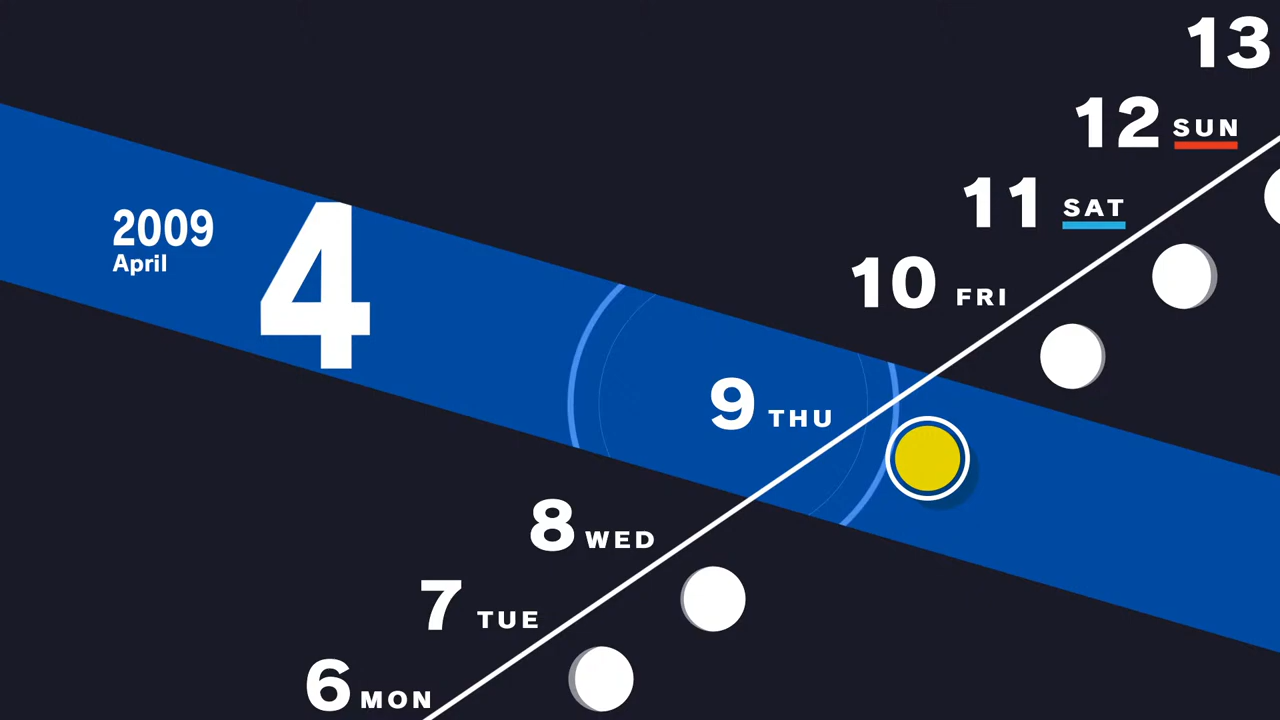 13
12 SUN
11 SAT
10 FRI
2009
April
4
9 THU
8 WED
7 TUE
6 MON